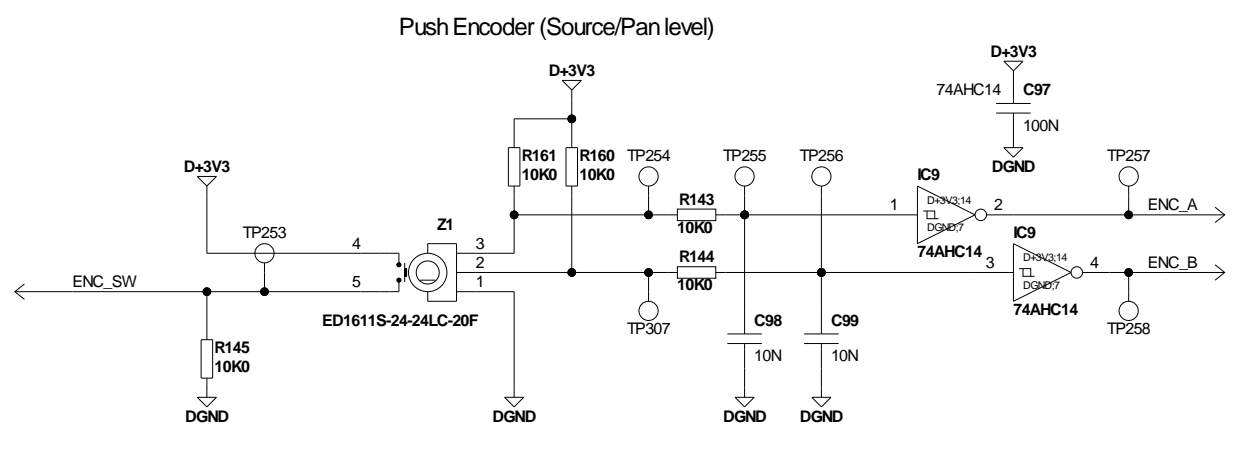 Push Encoder (Source/Pan level)
D+3V3
74AHC14 C97
100N
DGND
D+3V3
R161
10K0
R160
10K0
TP254
TP255
TP256
TP257
D+3V3
TP253
R143
10K0
IC9
1
D+3V3;14
DGND;7
2
ENC_A
74AHC14
Z1
4
3
2
1
5
ENC_SW
ED1611S-24-24LC-20F
R144
10K0
IC9
3
D+3V3;14
DGND;7
4
ENC_B
74AHC14
TP307
TP258
R145
10K0
C98
10N
C99
10N
DGND
DGND
DGND
DGND